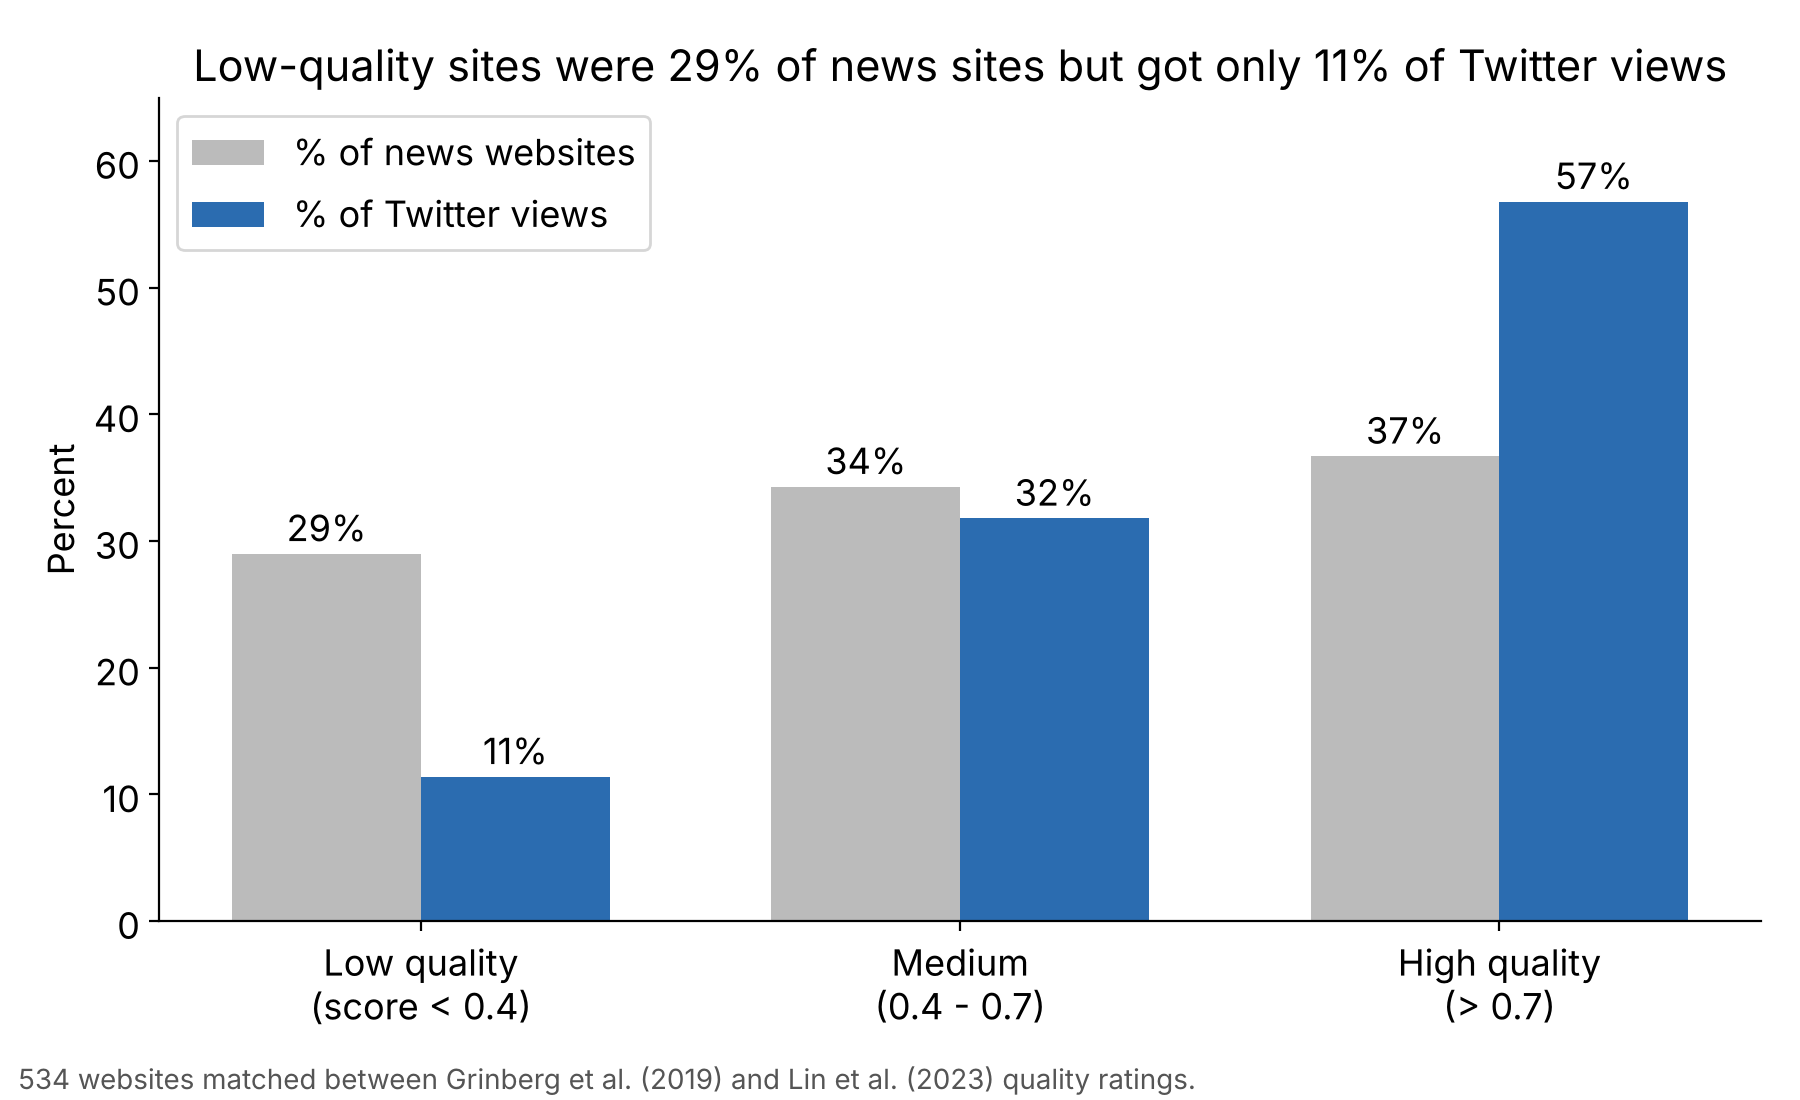 Low-quality sites were 29% of news sites but got only 11% of Twitter views
% of news websites
% of Twitter views
Percent
60
50
40
30
20
10
0
29%
11%
34%
32%
37%
57%
Low quality
(score < 0.4)
Medium
(0.4 - 0.7)
High quality
(> 0.7)
534 websites matched between Grinberg et al. (2019) and Lin et al. (2023) quality ratings.